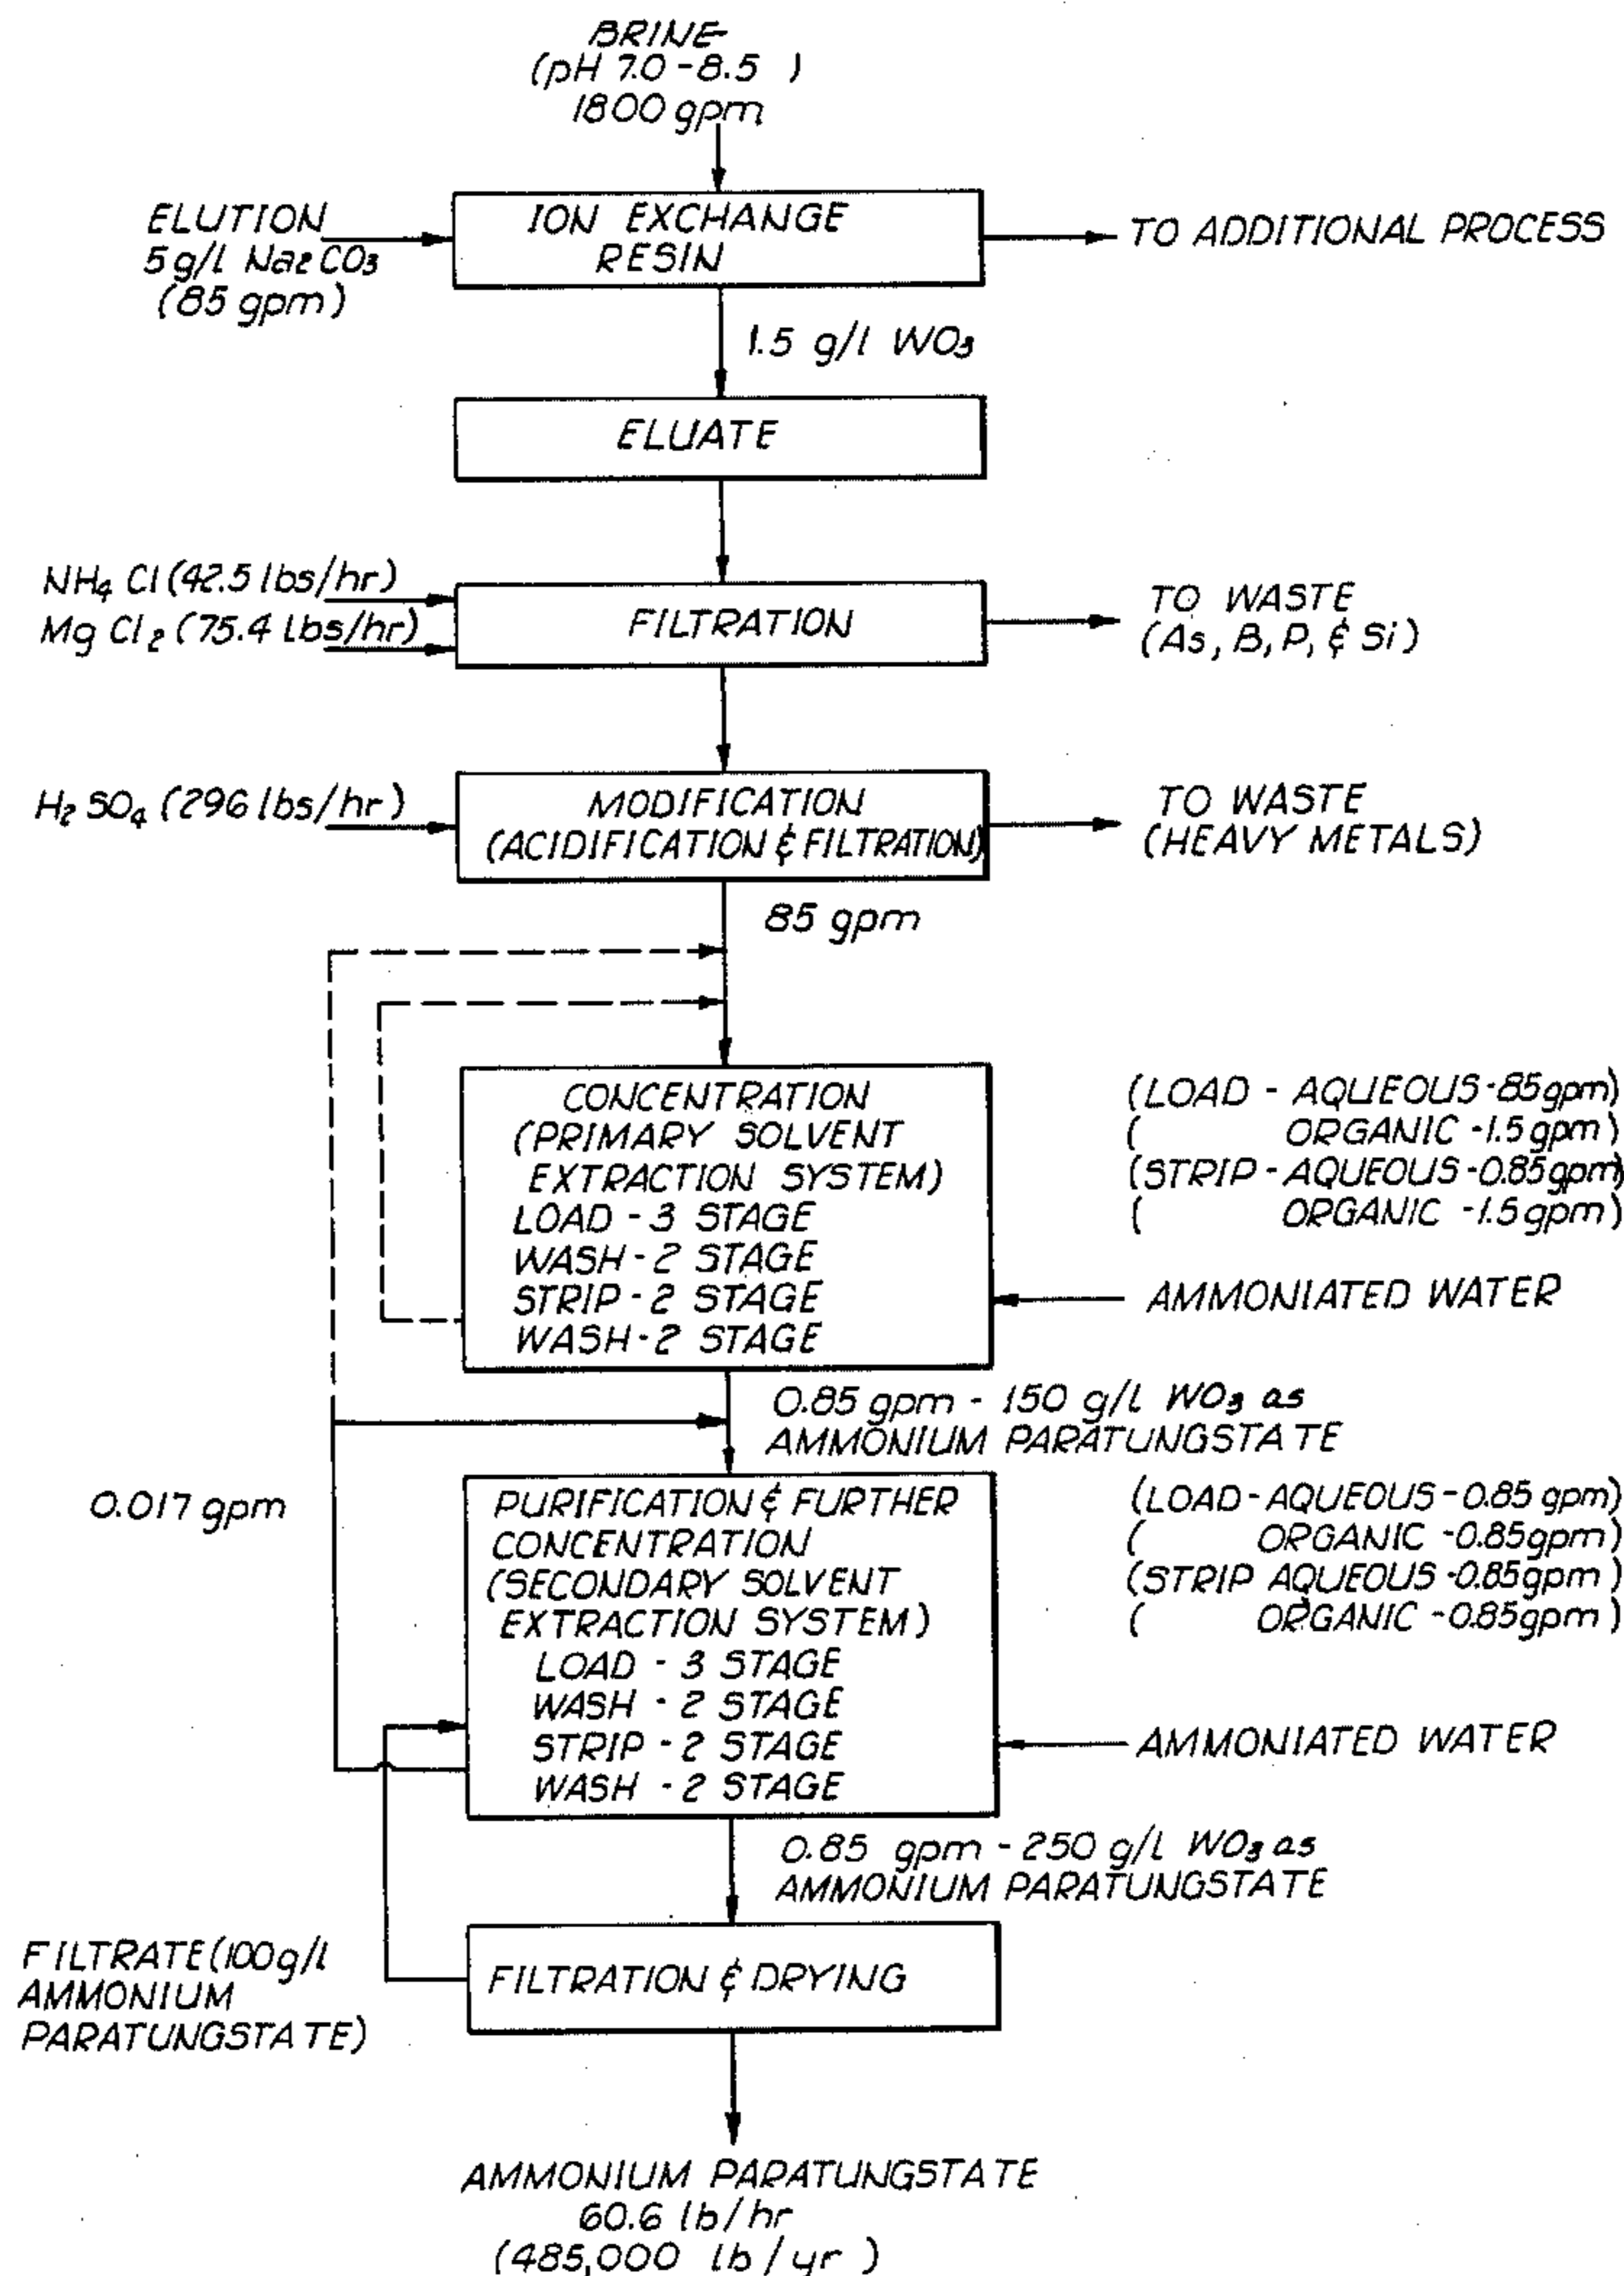 BRINE
(pH 7.0-8.5 )
1800 gpm
ELUTION
5 g/l Na2CO3
(85 gpm)
ION EXCHANGE
RESIN
TO ADDITIONAL PROCESS
1.5 g/l WO3
ELUATE
NH4 Cl (42.5 lbs/hr)
Mg Cl2 (75.4 lbs/hr)
FILTRATION
TO WASTE
(As, B, P, & Si)
H2 SO4 (296 lbs/hr)
MODIFICATION
(ACIDIFICATION & FILTRATION)
TO WASTE
(HEAVY METALS)
85 gpm
CONCENTRATION
(PRIMARY SOLVENT
EXTRACTION SYSTEM)
LOAD - 3 STAGE
WASH - 2 STAGE
STRIP - 2 STAGE
WASH - 2 STAGE
(LOAD - AQUEOUS - 85 gpm)
( ORGANIC - 1.5 gpm)
(STRIP - AQUEOUS - 0.85 gpm)
( ORGANIC - 1.5 gpm)
AMMONIATED WATER
0.85 gpm - 150 g/l WO3 as
AMMONIUM PARATUNGSTATE
0.017 gpm
PURIFICATION & FURTHER
CONCENTRATION
(SECONDARY SOLVENT
EXTRACTION SYSTEM)
LOAD - 3 STAGE
WASH - 2 STAGE
STRIP - 2 STAGE
WASH - 2 STAGE
(LOAD - AQUEOUS - 0.85 gpm)
( ORGANIC - 0.85 gpm)
(STRIP AQUEOUS - 0.85 gpm)
( ORGANIC - 0.85 gpm)
AMMONIATED WATER
0.85 gpm - 250 g/l WO3 as
AMMONIUM PARATUNGSTATE
FILTRATE (100 g/l
AMMONIUM
PARATUNGSTATE)
FILTRATION & DRYING
AMMONIUM PARATUNGSTATE
60.6 lb/hr
(485,000 lb/yr )